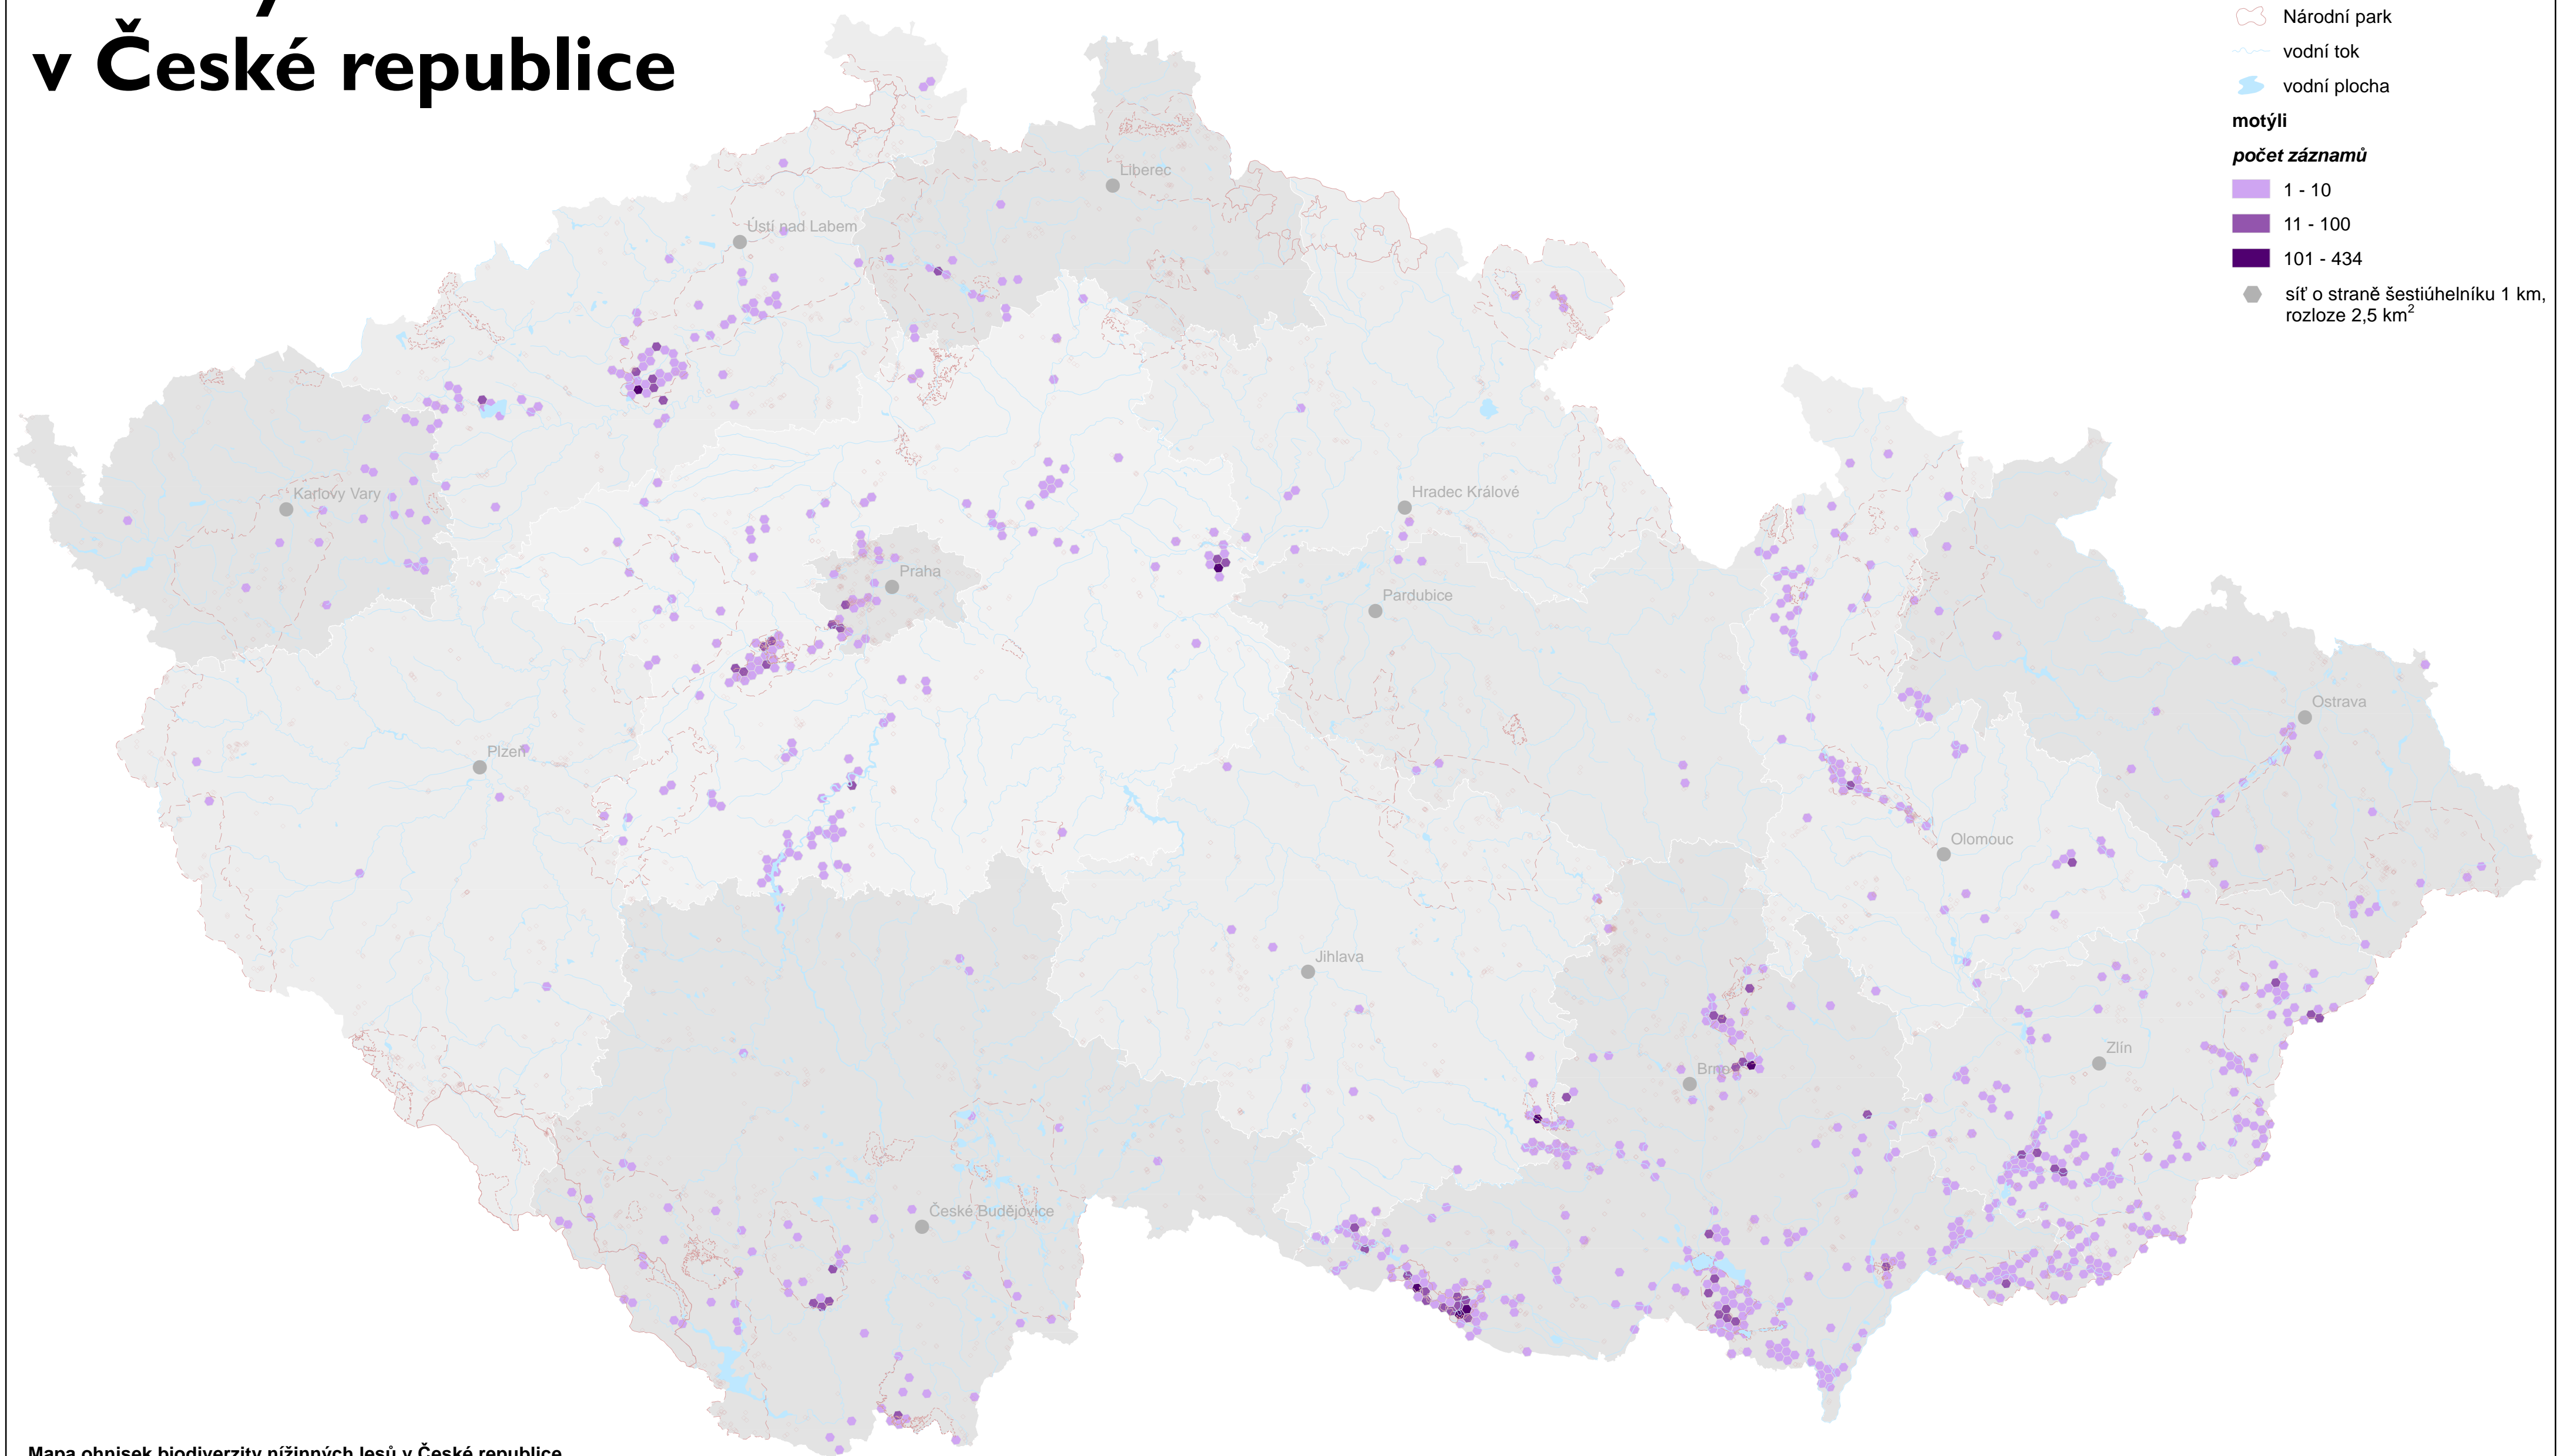 v České republice
Národní park
vodní tok
vodní plocha
motýli
počet záznamů
1 - 10
11 - 100
101 - 434
síť o straně šestiúhelníku 1 km,
rozloze 2,5 km2
Liberec
Ústí nad Labem
Karlovy Vary
Hradec Králové
Praha
Pardubice
Ostrava
Plzeň
Olomouc
Jihlava
Zlín
Brno
České Budějovice
Mapa ohnisek biodiverzity nížinných lesů v České republice